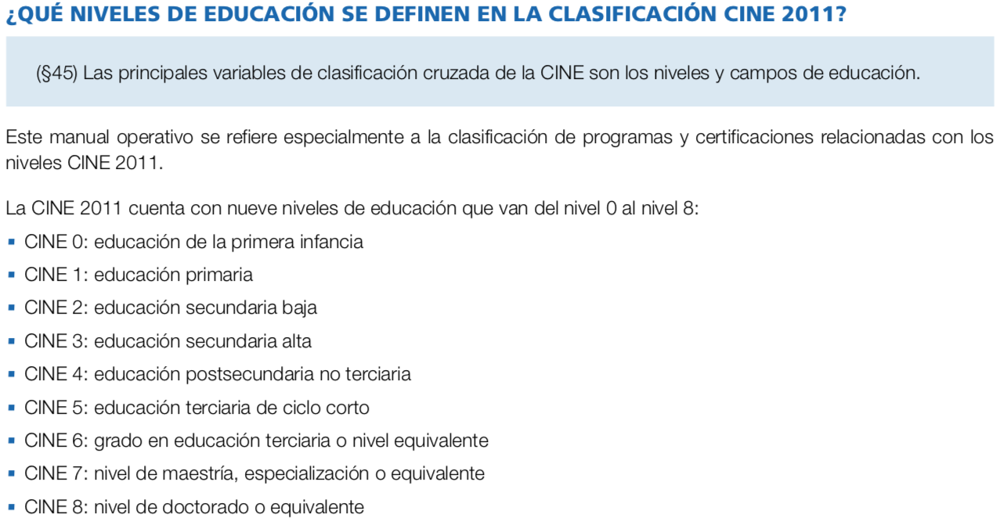 ¿QUÉ NIVELES DE EDUCACIÓN SE DEFINEN EN LA CLASIFICACIÓN CINE 2011?
(§45) Las principales variables de clasificación cruzada de la CINE son los niveles y campos de educación.
Este manual operativo se refiere especialmente a la clasificación de programas y certificaciones relacionadas con los
niveles CINE 2011.
La CINE 2011 cuenta con nueve niveles de educación que van del nivel 0 al nivel 8:
▪ CINE 0: educación de la primera infancia
▪ CINE 1: educación primaria
▪ CINE 2: educación secundaria baja
▪ CINE 3: educación secundaria alta
▪ CINE 4: educación postsecundaria no terciaria
▪ CINE 5: educación terciaria de ciclo corto
▪ CINE 6: grado en educación terciaria o nivel equivalente
▪ CINE 7: nivel de maestría, especialización o equivalente
▪ CINE 8: nivel de doctorado o equivalente